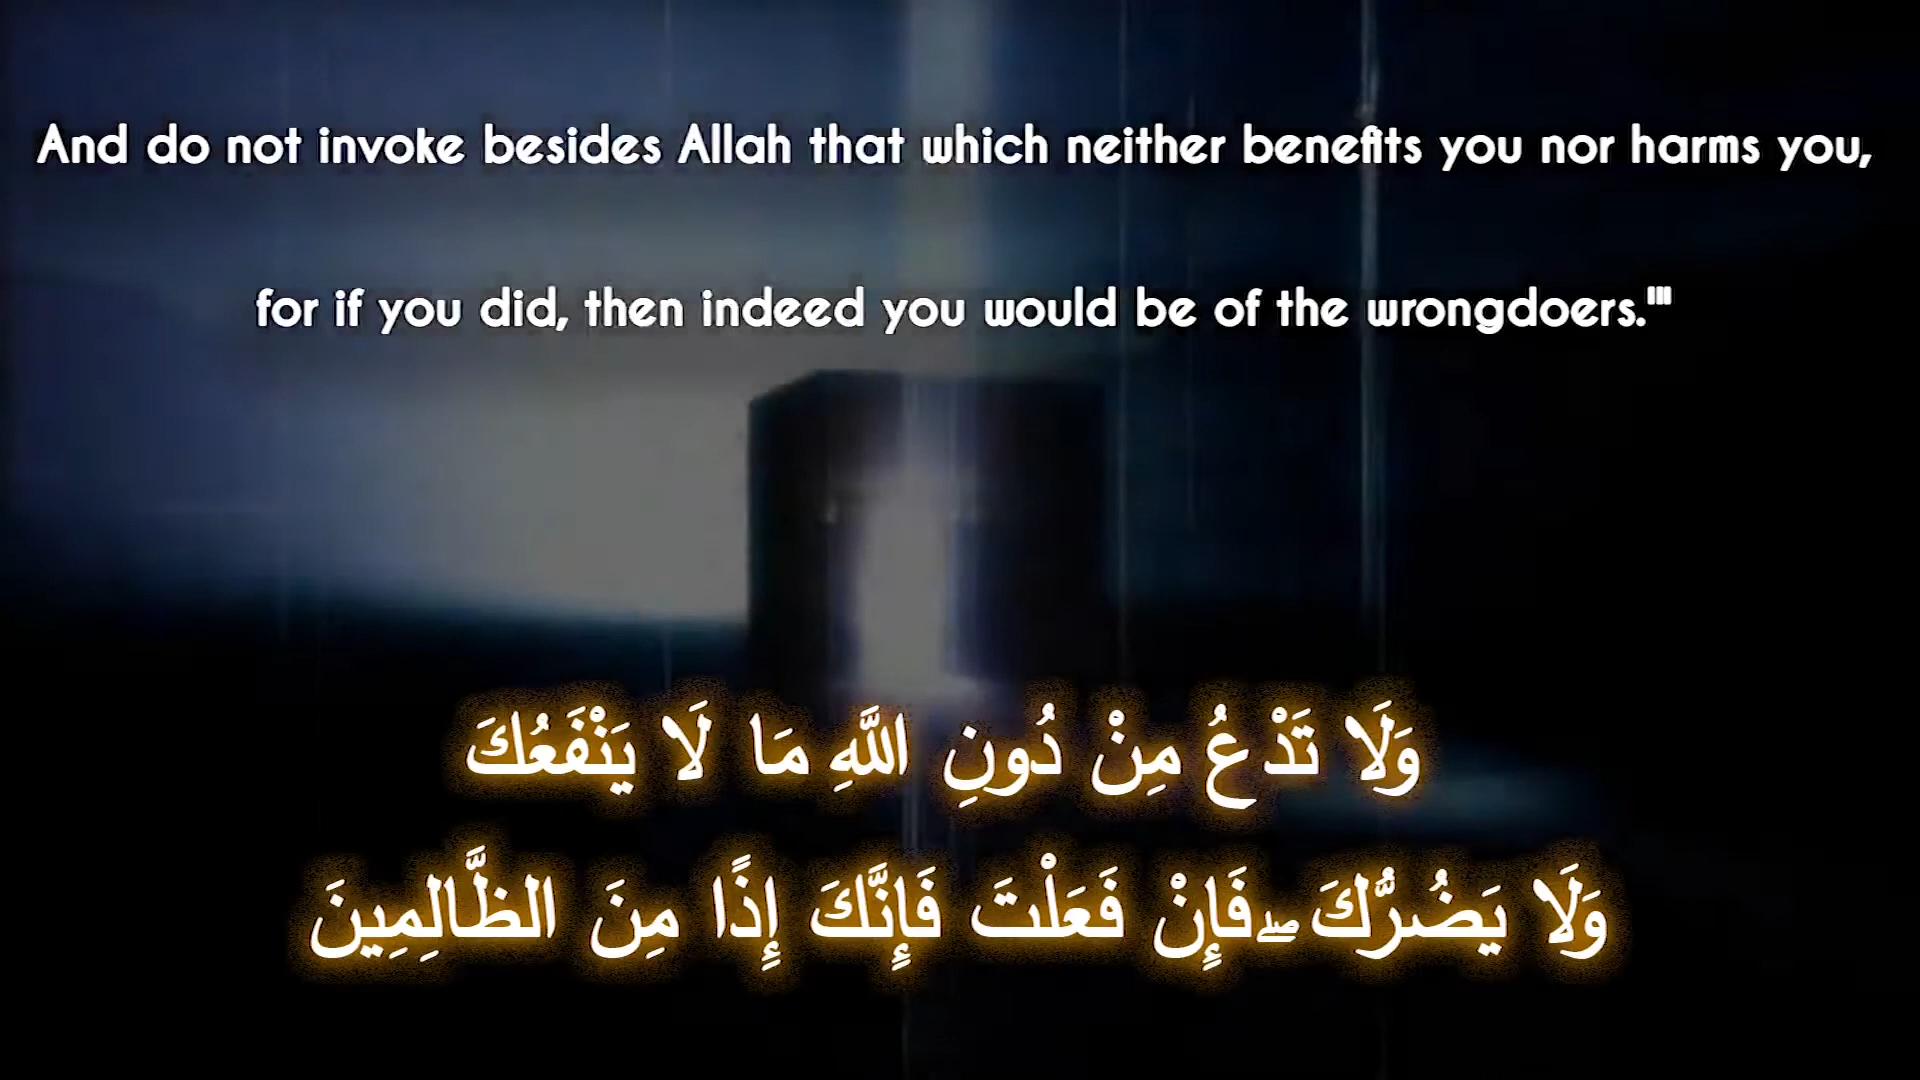 And do not invoke besides Allah that which neither benefits you nor harms you,
for if you did, then indeed you would be of the wrongdoers.'"
وَلَا تَدْعُ مِنْ دُونِ اللَّهِ مَا لَا يَنْفَعُكَ
وَلَا يَضُرُّكَ ۖ فَإِنْ فَعَلْتَ فَإِنَّكَ إِذًا مِنَ الظَّالِمِينَ